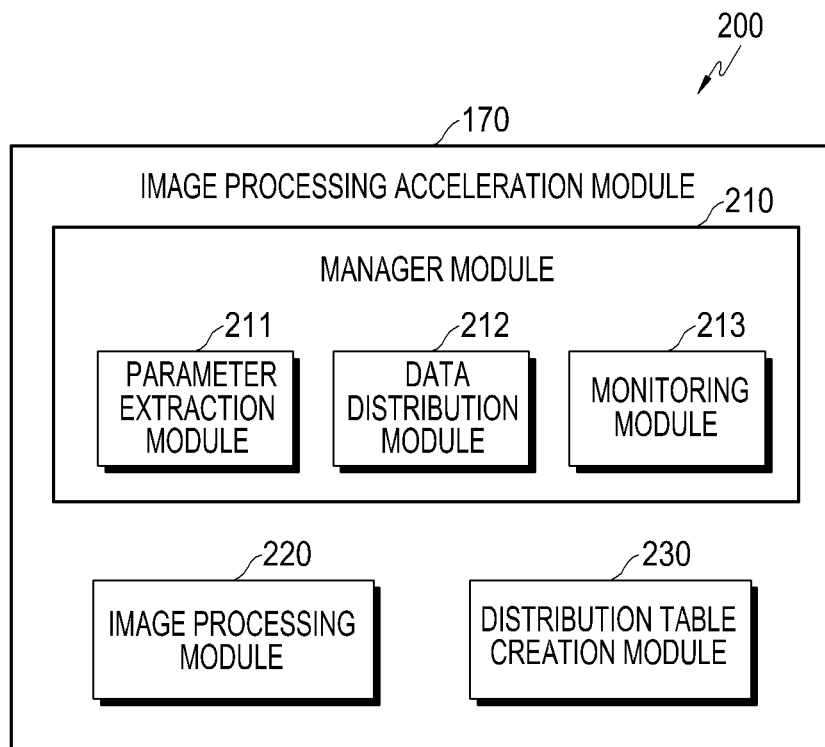 200
170
IMAGE PROCESSING ACCELERATION MODULE
210
MANAGER MODULE
211
PARAMETER
EXTRACTION
MODULE
212
DATA
DISTRIBUTION
MODULE
213
MONITORING
MODULE
220
IMAGE PROCESSING
MODULE
230
DISTRIBUTION TABLE
CREATION MODULE